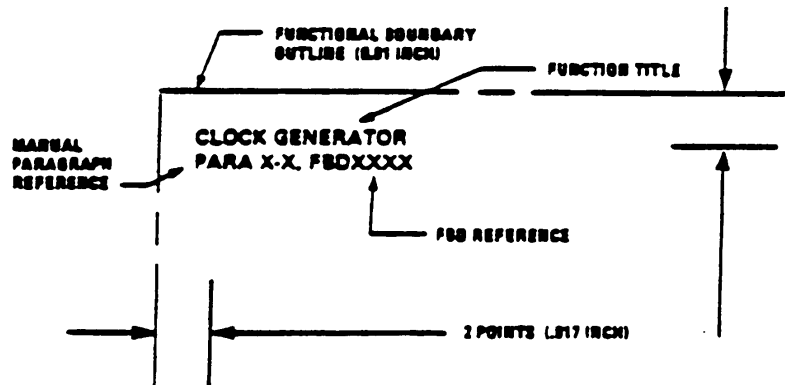 FUNCTIONAL BOUNDARY
OUTLINE (0.01 INCH)
FUNCTION TITLE
CLOCK GENERATOR
PARA X-X, FBDXXXX
MANUAL
PARAGRAPH
REFERENCE
FBD REFERENCE
2 POINTS (.017 INCH)